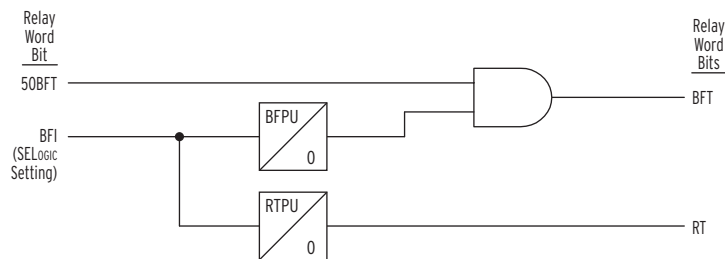 Relay
Word
Bit
50BFT
BFI
(SELOGIC
Setting)
BFPU
0
RTPU
0
Relay
Word
Bits
BFT
RT